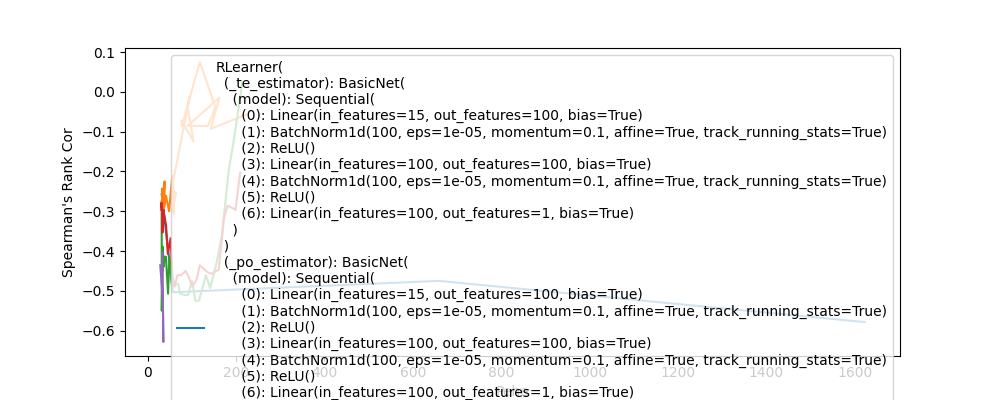 0.1
0.0
−0.1
−0.2
−0.3
−0.4
−0.5
−0.6
Spearman's Rank Cor
RLearner(
(_te_estimator): BasicNet(
(model): Sequential(
(0): Linear(in_features=15, out_features=100, bias=True)
(1): BatchNorm1d(100, eps=1e-05, momentum=0.1, affine=True, track_running_stats=True)
(2): ReLU()
(3): Linear(in_features=100, out_features=100, bias=True)
(4): BatchNorm1d(100, eps=1e-05, momentum=0.1, affine=True, track_running_stats=True)
(5): ReLU()
(6): Linear(in_features=100, out_features=1, bias=True)
)
)
(_po_estimator): BasicNet(
(model): Sequential(
(0): Linear(in_features=15, out_features=100, bias=True)
(1): BatchNorm1d(100, eps=1e-05, momentum=0.1, affine=True, track_running_stats=True)
(2): ReLU()
(3): Linear(in_features=100, out_features=100, bias=True)
(4): BatchNorm1d(100, eps=1e-05, momentum=0.1, affine=True, track_running_stats=True)
(5): ReLU()
(6): Linear(in_features=100, out_features=1, bias=True)
0 200 400 600 800 1000 1200 1400 1600